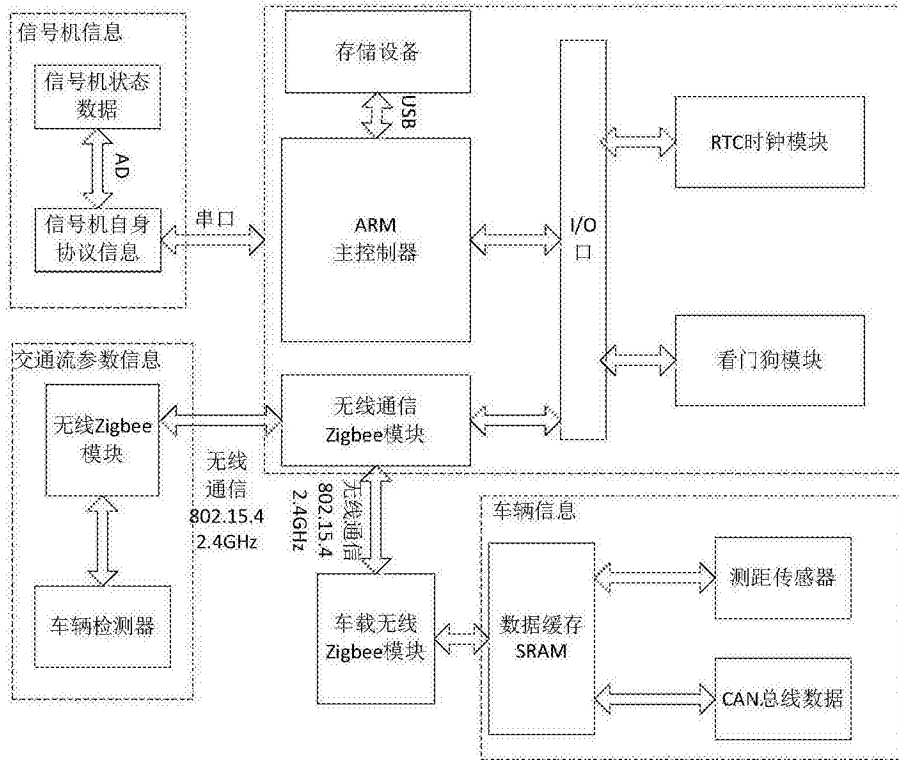 信号机信息
信号机状态
数据
AD
信号机自身
协议信息
串口
存储设备
USB
ARM
主控制器
I/O
口
RTC时钟模块
看门狗模块
无线通信
Zigbee模块
交通流参数信息
无线Zigbee
模块
车辆检测器
无线
通信
802.15.4
2.4GHz
无线通信
802.15.4
2.4GHz
车载无线
Zigbee模块
车辆信息
数据缓存
SRAM
测距传感器
CAN总线数据